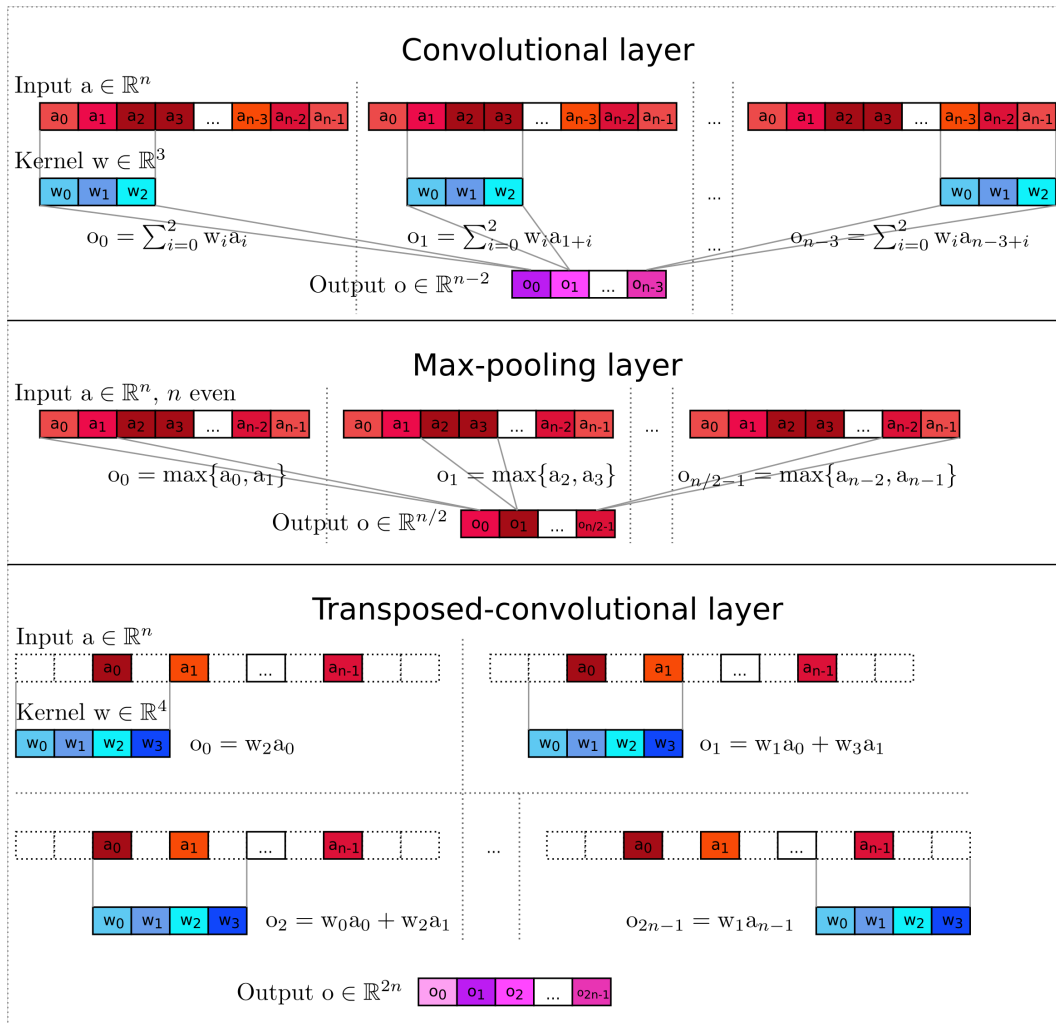 Convolutional layer
Input a ∈ ℝⁿ
a₀ a₁ a₂ a₃ ... aₙ₋₃ aₙ₋₂ aₙ₋₁ a₀ a₁ a₂ a₃ ... aₙ₋₃ aₙ₋₂ aₙ₋₁ ... a₀ a₁ a₂ a₃ ... aₙ₋₃ aₙ₋₂ aₙ₋₁
Kernel w ∈ ℝ³
w₀ w₁ w₂ w₀ w₁ w₂ ... w₀ w₁ w₂
o₀ = ∑²ᵢ₌₀ wᵢaᵢ o₁ = ∑²ᵢ₌₀ wᵢa₁₊ᵢ ... oₙ₋₃ = ∑²ᵢ₌₀ wᵢaₙ₋₃₊ᵢ
Output o ∈ ℝⁿ⁻² o₀ o₁ ... oₙ₋₃
Max-pooling layer
Input a ∈ ℝⁿ, n even
a₀ a₁ a₂ a₃ ... aₙ₋₂ aₙ₋₁ a₀ a₁ a₂ a₃ ... aₙ₋₂ aₙ₋₁ ... a₀ a₁ a₂ a₃ ... aₙ₋₂ aₙ₋₁
o₀ = max{a₀, a₁} o₁ = max{a₂, a₃} o_{n/2−1} = max{aₙ₋₂, aₙ₋₁}
Output o ∈ ℝ^{n/2} o₀ o₁ ... o_{n/2-1}
Transposed-convolutional layer
Input a ∈ ℝⁿ
a₀ a₁ ... aₙ₋₁ a₀ a₁ ... aₙ₋₁
Kernel w ∈ ℝ⁴
w₀ w₁ w₂ w₃ o₀ = w₂a₀ w₀ w₁ w₂ w₃ o₁ = w₁a₀ + w₃a₁
a₀ a₁ ... aₙ₋₁ ... a₀ a₁ ... aₙ₋₁
w₀ w₁ w₂ w₃ o₂ = w₀a₀ + w₂a₁ o₂ₙ₋₁ = w₁aₙ₋₁ w₀ w₁ w₂ w₃
Output o ∈ ℝ²ⁿ o₀ o₁ o₂ ... o₂ₙ₋₁